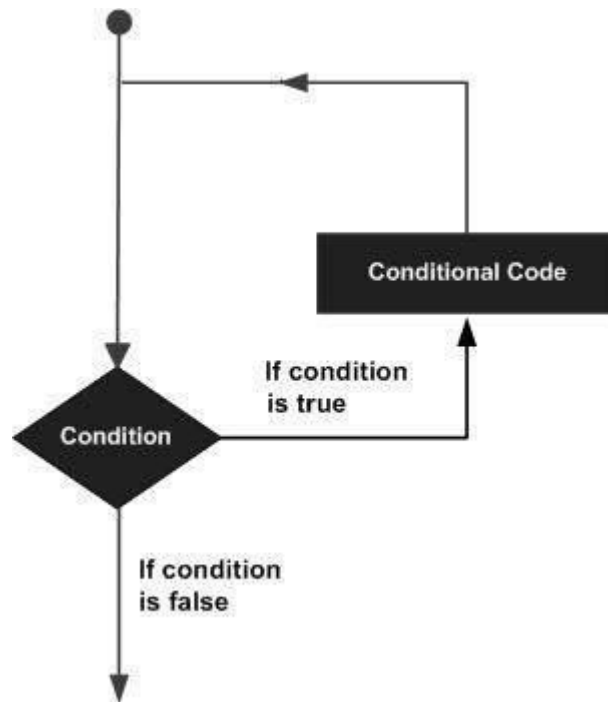 Conditional Code
If condition
is true
Condition
If condition
is false